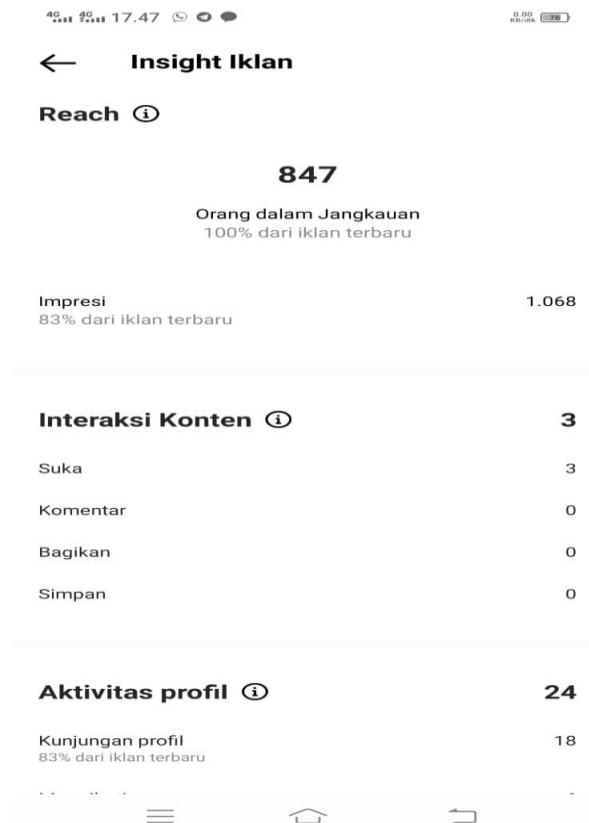 4G 4G 17.47 0.00 KB/dtk 76
Insight Iklan
Reach
847
Orang dalam Jangkauan
100% dari iklan terbaru
Impresi 1.068
83% dari iklan terbaru
Interaksi Konten 3
Suka 3
Komentar 0
Bagikan 0
Simpan 0
Aktivitas profil 24
Kunjungan profil 18
83% dari iklan terbaru